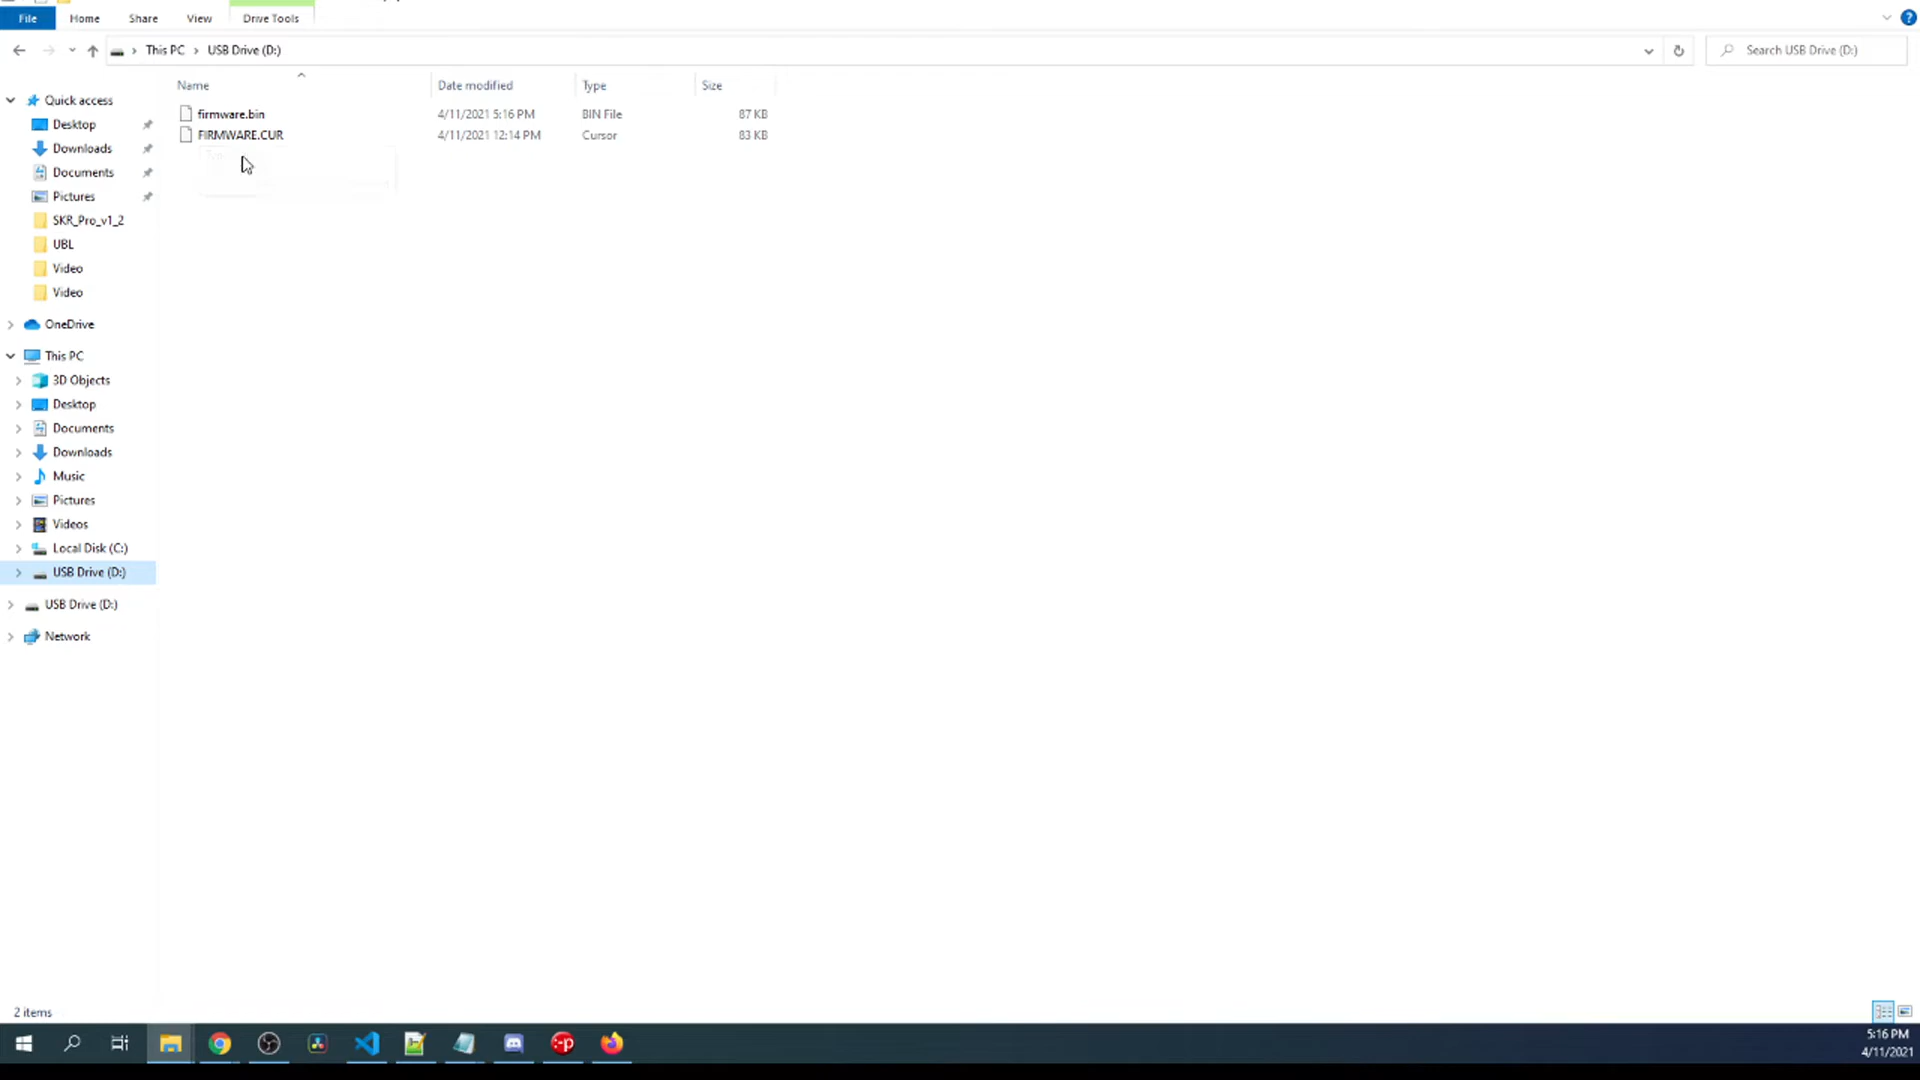 File Home Share View Drive Tools
This PC USB Drive (D:) Search USB Drive (D:)
Name Date modified Type Size
firmware.bin 4/11/2021 5:16 PM BIN File 87 KB
FIRMWARE.CUR 4/11/2021 12:14 PM Cursor 83 KB
Quick access
Desktop
Downloads
Documents
Pictures
SKR_Pro_v1_2
UBL
Video
Video
OneDrive
This PC
3D Objects
Desktop
Documents
Downloads
Music
Pictures
Videos
Local Disk (C:)
USB Drive (D:)
USB Drive (D:)
Network
2 items
5:16 PM
4/11/2021